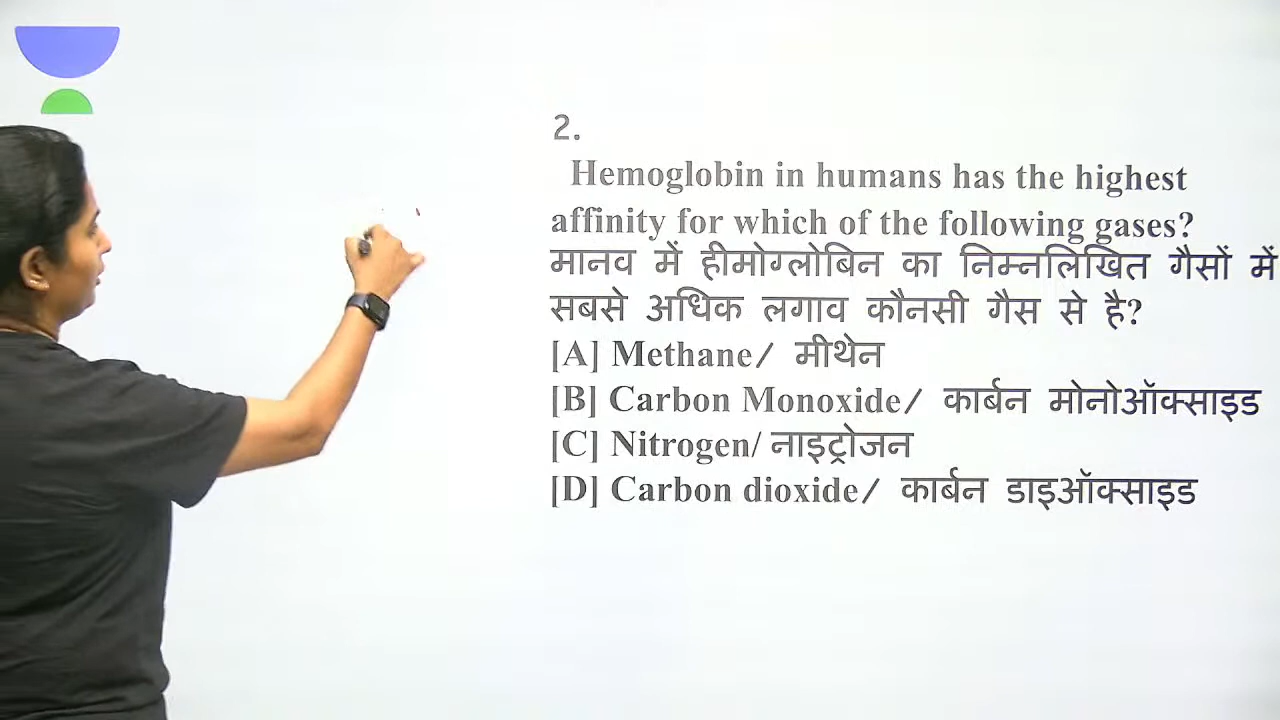 2.
Hemoglobin in humans has the highest
affinity for which of the following gases?
मानव में हीमोग्लोबिन का निम्नलिखित गैसों में
सबसे अधिक लगाव कौनसी गैस से है?
[A] Methane/ मीथेन
[B] Carbon Monoxide/ कार्बन मोनोऑक्साइड
[C] Nitrogen/ नाइट्रोजन
[D] Carbon dioxide/ कार्बन डाइऑक्साइड